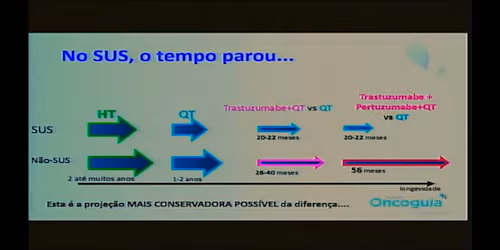 No SUS, o tempo parou...
HT
QT
Trastuzumabe+QT vs QT
Trastuzumabe +
Pertuzumabe+QT
vs QT
SUS
20-22 meses
20-22 meses
Não-SUS
2 até muitos anos
1-2 anos
26-40 meses
56 meses
longevidade
Esta é a projeção MAIS CONSERVADORA POSSÍVEL da diferença....
Oncoguia